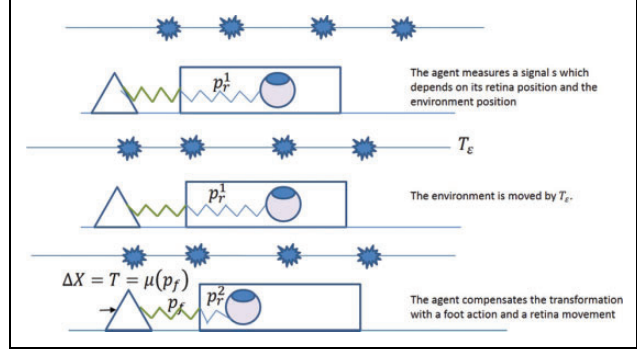 p_r^1
The agent measures a signal s which
depends on its retina position and the
environment position
T_ε
p_r^1
The environment is moved by T_ε.
ΔX = T = μ(p_f)
p_f
p_r^2
The agent compensates the transformation
with a foot action and a retina movement